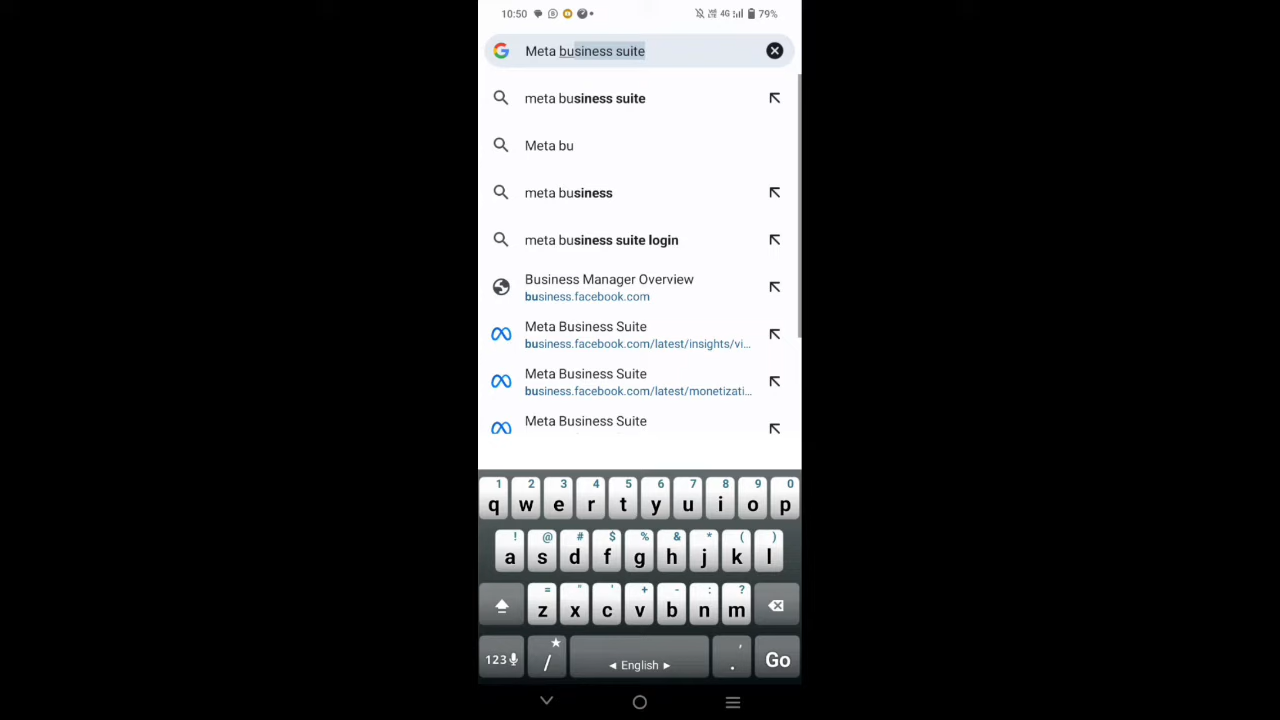 10:50
4G 79%
Meta business suite
meta business suite
Meta bu
meta business
meta business suite login
Business Manager Overview
business.facebook.com
Meta Business Suite
business.facebook.com/latest/insights/vi...
Meta Business Suite
business.facebook.com/latest/monetizati...
Meta Business Suite
1 2 3 4 5 6 7 8 9 0
q w e r t y u i o p
! @ # $ % & * ( )
a s d f g h j k l
= " ' + - : ?
z x c v b n m
123 / ◄ English ► . , Go